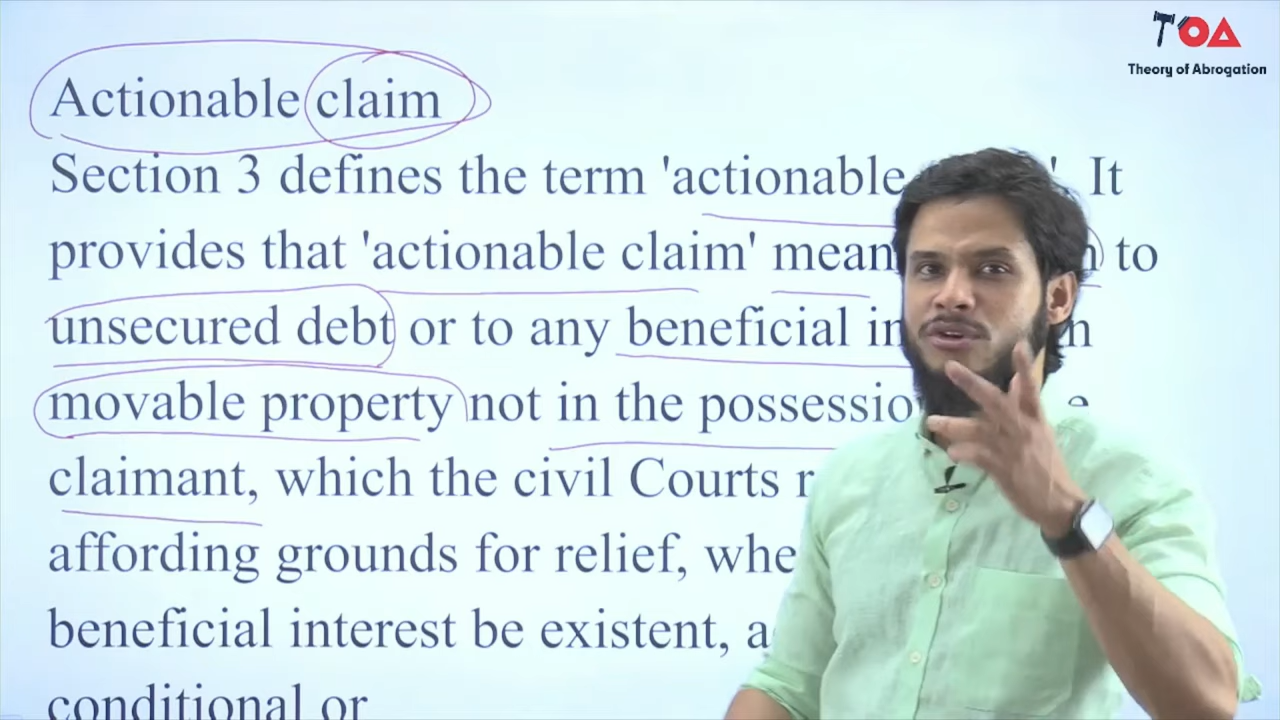 TOA
Theory of Abrogation
Actionable claim
Section 3 defines the term 'actionable '. It
provides that 'actionable claim' mean to
unsecured debt or to any beneficial in
movable property not in the possessio
claimant, which the civil Courts r
affording grounds for relief, whe
beneficial interest be existent, a
conditional or